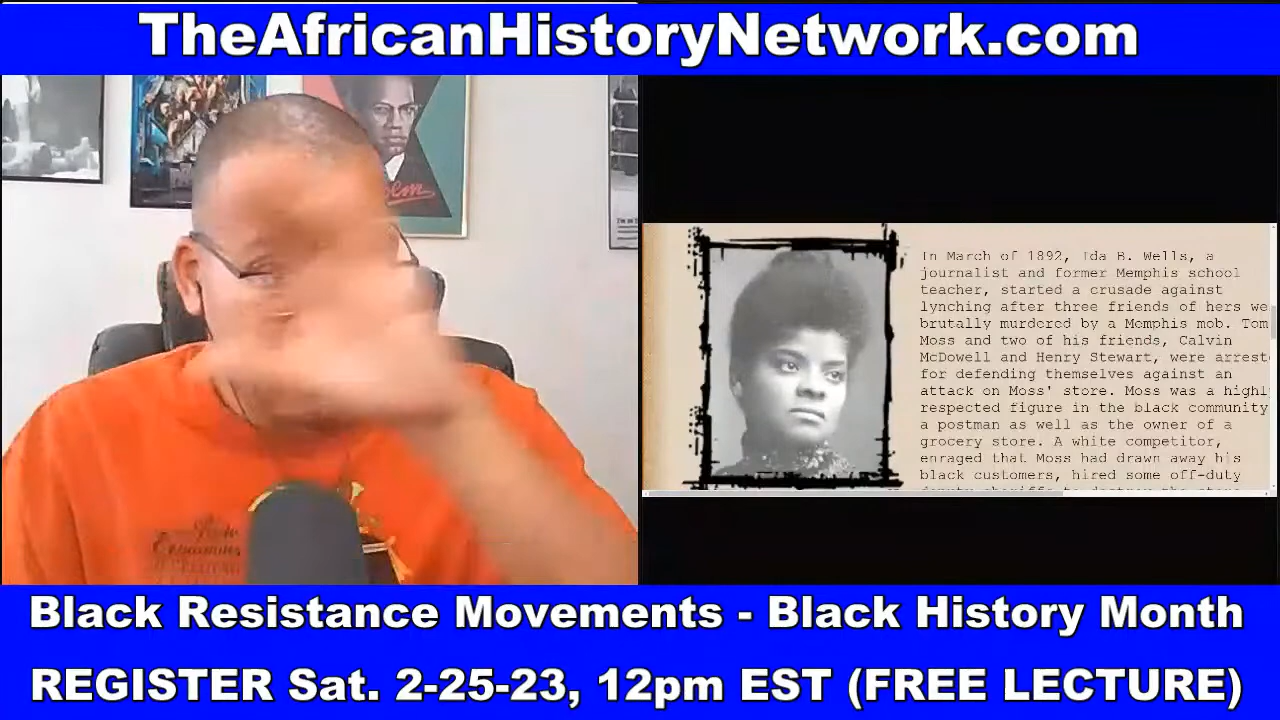 TheAfricanHistoryNetwork.com
In March of 1892, Ida B. Wells, a
journalist and former Memphis school
teacher, started a crusade against
lynching after three friends of hers we
brutally murdered by a Memphis mob. Tom
Moss and two of his friends, Calvin
McDowell and Henry Stewart, were arrest
for defending themselves against an
attack on Moss' store. Moss was a highl
respected figure in the black community
a postman as well as the owner of a
grocery store. A white competitor,
enraged that Moss had drawn away his
black customers, hired some off-duty
Black Resistance Movements - Black History Month
REGISTER Sat. 2-25-23, 12pm EST (FREE LECTURE)